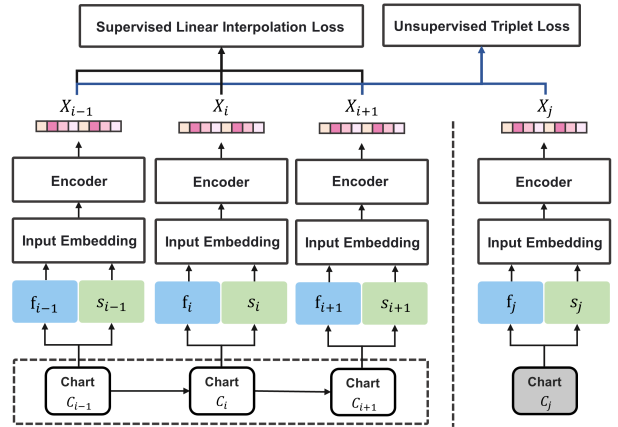 Supervised Linear Interpolation Loss Unsupervised Triplet Loss
X_{i−1} X_i X_{i+1} X_j
Encoder Encoder Encoder Encoder
Input Embedding Input Embedding Input Embedding Input Embedding
f_{i−1} s_{i−1} f_i s_i f_{i+1} s_{i+1} f_j s_j
Chart Chart Chart Chart
C_{i−1} C_i C_{i+1} C_j